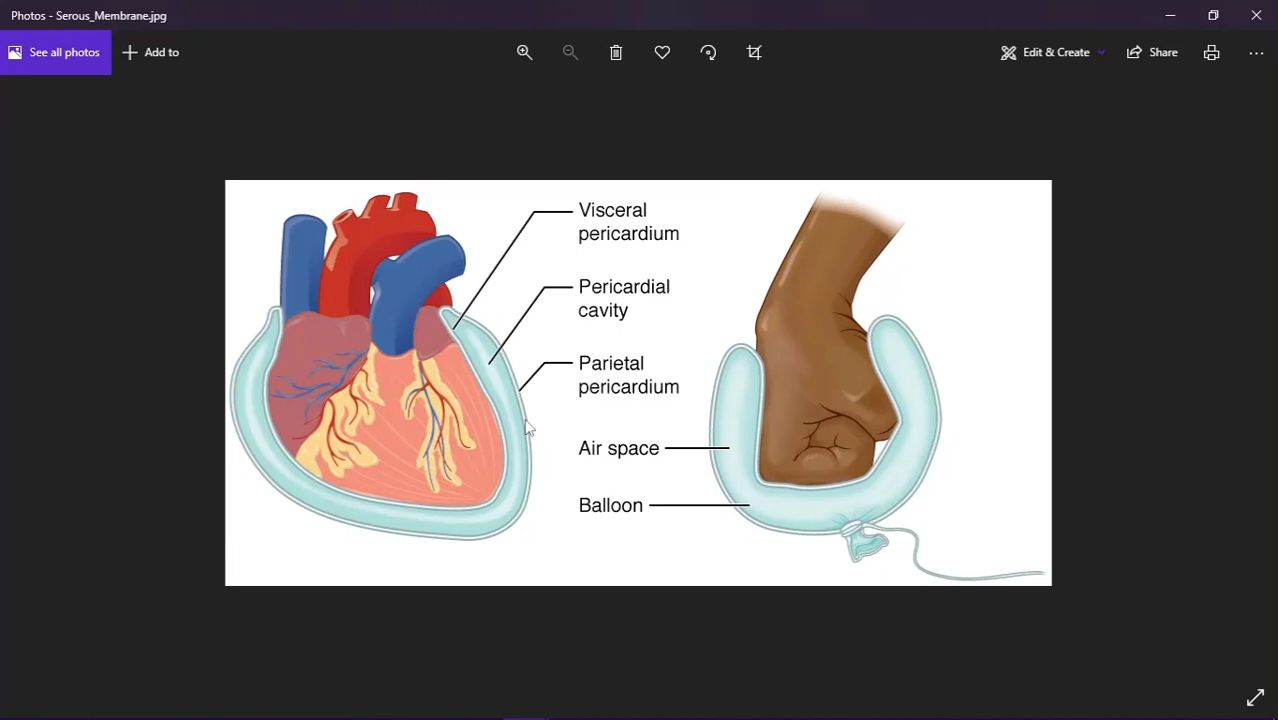 Photos - Serous_Membrane.jpg
See all photos
Add to
Edit & Create
Share
Visceral
pericardium
Pericardial
cavity
Parietal
pericardium
Air space
Balloon